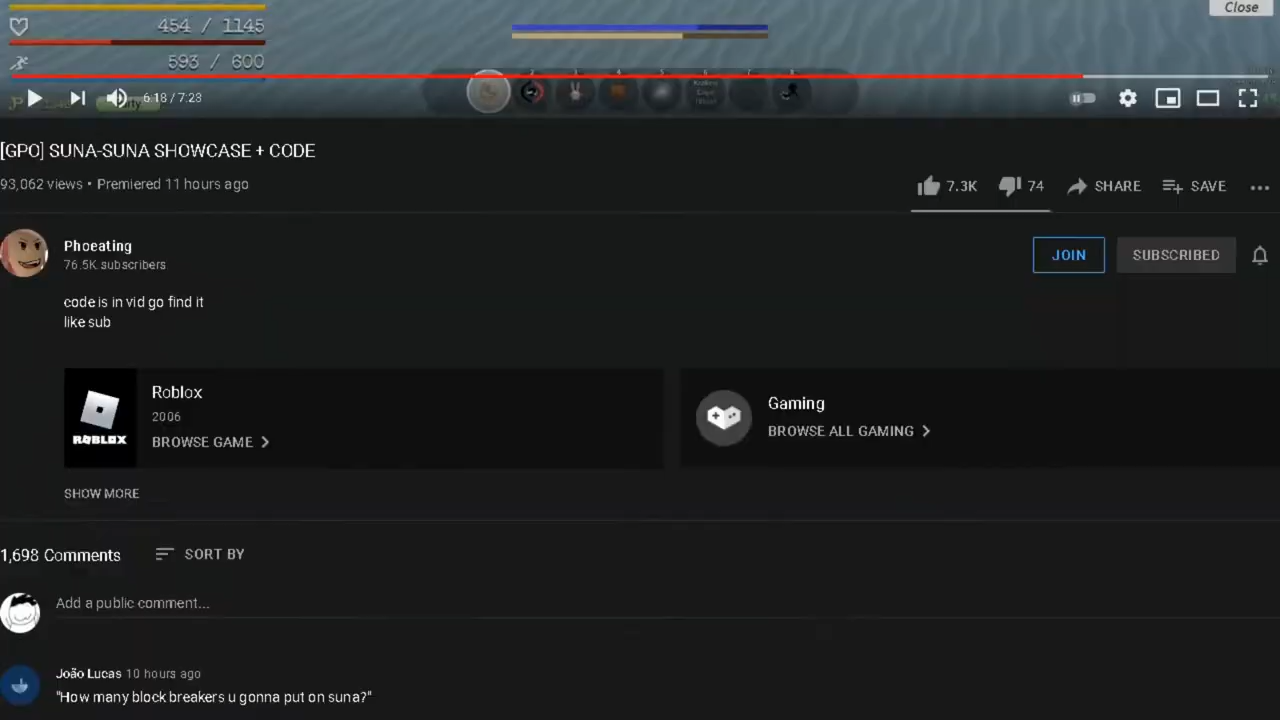 Close
454 / 1145
593 / 600
6:18 / 7:23
[GPO] SUNA-SUNA SHOWCASE + CODE
93,062 views • Premiered 11 hours ago
7.3K 74 SHARE SAVE
Phoeating
76.5K subscribers
JOIN SUBSCRIBED
code is in vid go find it
like sub
ROBLOX
Roblox
2006
BROWSE GAME
Gaming
BROWSE ALL GAMING
SHOW MORE
1,698 Comments SORT BY
Add a public comment...
João Lucas 10 hours ago
"How many block breakers u gonna put on suna?"